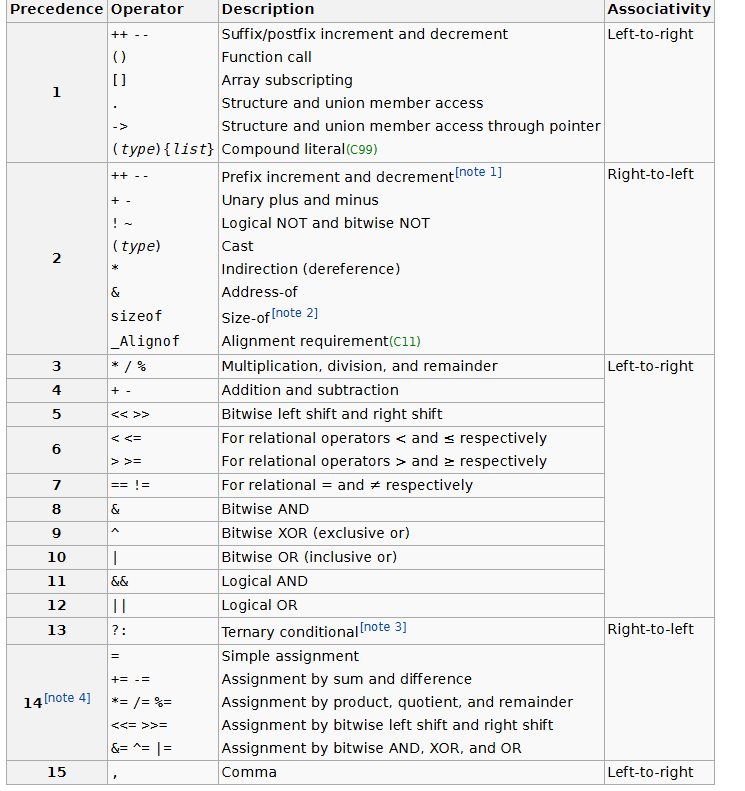 Precedence Operator Description Associativity
1 ++ -- Suffix/postfix increment and decrement Left-to-right
() Function call
[] Array subscripting
. Structure and union member access
-> Structure and union member access through pointer
(type){list} Compound literal(C99)
2 ++ -- Prefix increment and decrement[note 1] Right-to-left
+ - Unary plus and minus
! ~ Logical NOT and bitwise NOT
(type) Cast
* Indirection (dereference)
& Address-of
sizeof Size-of[note 2]
_Alignof Alignment requirement(C11)
3 * / % Multiplication, division, and remainder Left-to-right
4 + - Addition and subtraction
5 << >> Bitwise left shift and right shift
6 < <= For relational operators < and ≤ respectively
> >= For relational operators > and ≥ respectively
7 == != For relational = and ≠ respectively
8 & Bitwise AND
9 ^ Bitwise XOR (exclusive or)
10 | Bitwise OR (inclusive or)
11 && Logical AND
12 || Logical OR
13 ?: Ternary conditional[note 3] Right-to-left
14[note 4] = Simple assignment
+= -= Assignment by sum and difference
*= /= %= Assignment by product, quotient, and remainder
<<= >>= Assignment by bitwise left shift and right shift
&= ^= |= Assignment by bitwise AND, XOR, and OR
15 , Comma Left-to-right